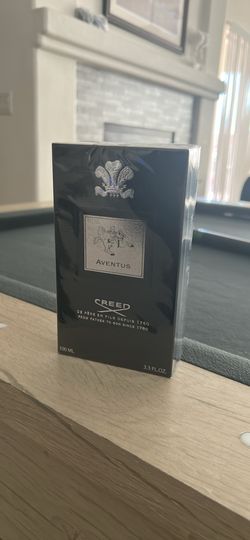 AVENTUS
CREED
DE PÈRE EN FILS DEPUIS 1760
FROM FATHER TO SON SINCE 1760
100 ML
3.3 FL.OZ.